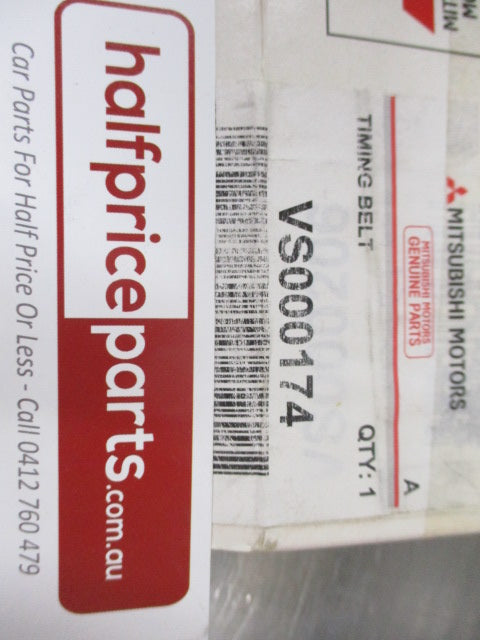 MITSUBISHI MOTORS
MITSUBISHI MOTORS
GENUINE PARTS
A
TIMING BELT
QTY: 1
VS000174
halfpriceparts.com.au
Car Parts For Half Price Or Less - Call 0412 760 479